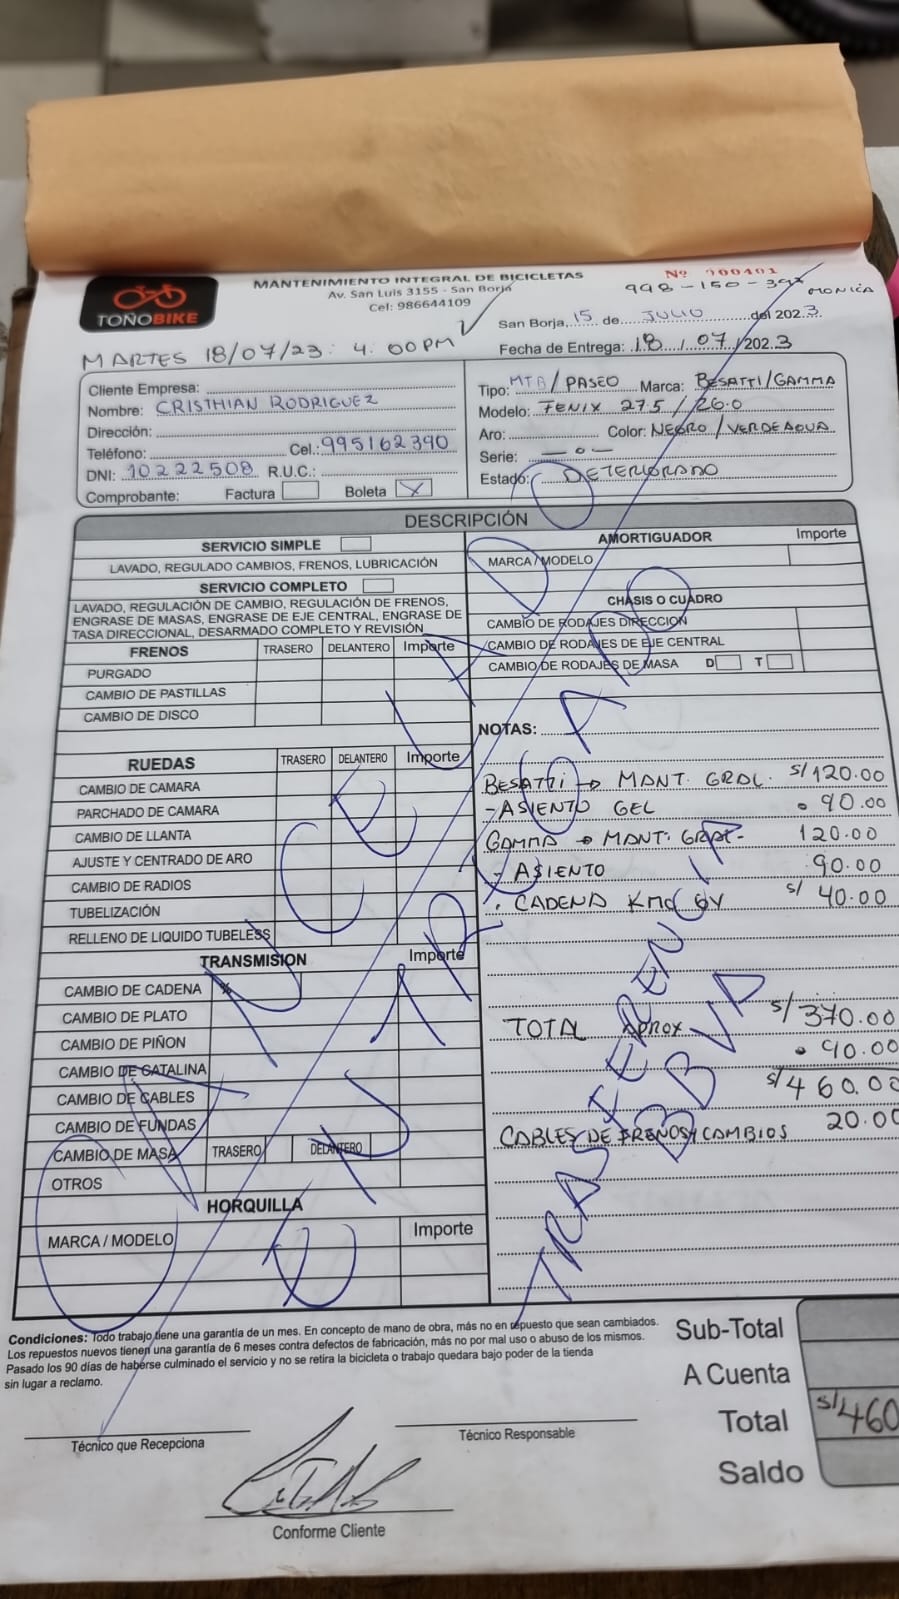 MANTENIMIENTO INTEGRAL DE BICICLETAS
Nº 000401
TOÑOBIKE
Av. San Luis 3155 - San Borja
Cel: 986644109
MONICA
San Borja, 15 de JULIO del 2023
MARTES 18/07/23: 4:00PM
Fecha de Entrega: 18/07/2023
Cliente Empresa:
Nombre: CRISTHIAN RODRIGUEZ
Dirección:
Teléfono: Cel.: 995162390
DNI: 10222508 R.U.C.:
Comprobante: Factura Boleta X
Tipo: MTB/PASEO Marca: BESATTI/GAMMA
Modelo: FENIX 27.5 / 26.0
Aro: Color: NEGRO/VERDE AGUA
Serie: — o —
Estado: DETERIORADO
DESCRIPCIÓN
SERVICIO SIMPLE
LAVADO, REGULADO CAMBIOS, FRENOS, LUBRICACIÓN
SERVICIO COMPLETO
LAVADO, REGULACIÓN DE CAMBIO, REGULACIÓN DE FRENOS,
ENGRASE DE MASAS, ENGRASE DE EJE CENTRAL, ENGRASE DE
TASA DIRECCIONAL, DESARMADO COMPLETO Y REVISIÓN
FRENOS TRASERO DELANTERO Importe
PURGADO
CAMBIO DE PASTILLAS
CAMBIO DE DISCO
RUEDAS TRASERO DELANTERO Importe
CAMBIO DE CAMARA
PARCHADO DE CAMARA
CAMBIO DE LLANTA
AJUSTE Y CENTRADO DE ARO
CAMBIO DE RADIOS
TUBELIZACIÓN
RELLENO DE LIQUIDO TUBELESS
TRANSMISION Importe
CAMBIO DE CADENA
CAMBIO DE PLATO
CAMBIO DE PIÑON
CAMBIO DE CATALINA
CAMBIO DE CABLES
CAMBIO DE FUNDAS
CAMBIO DE MASA TRASERO DELANTERO
OTROS
HORQUILLA
MARCA / MODELO Importe
AMORTIGUADOR Importe
MARCA / MODELO
CHASIS O CUADRO
CAMBIO DE RODAJES DIRECCION
CAMBIO DE RODAJES DE EJE CENTRAL
CAMBIO DE RODAJES DE MASA D T
NOTAS:
BESATTI → MANT. GRAL. S/120.00
- ASIENTO GEL 90.00
GAMMA → MANT. GRAL - 120.00
- ASIENTO 90.00
. CADENA KMC S/ 40.00
TOTAL APROX S/370.00
90.00
S/460.00
CABLES DE FRENOS Y CAMBIOS 20.00
CANCELADO
ENTREGADO
TRASFERENCIA
BBVA
Condiciones: Todo trabajo tiene una garantía de un mes. En concepto de mano de obra, más no en repuesto que sean cambiados.
Los repuestos nuevos tienen una garantía de 6 meses contra defectos de fabricación, más no por mal uso o abuso de los mismos.
Pasado los 90 días de haberse culminado el servicio y no se retira la bicicleta o trabajo quedara bajo poder de la tienda
sin lugar a reclamo.
Sub-Total
A Cuenta
Total S/460
Saldo
Técnico que Recepciona
Técnico Responsable
Conforme Cliente